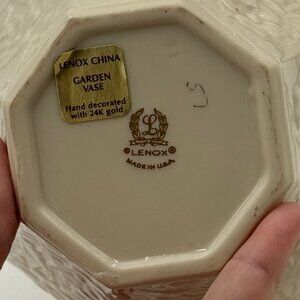 LENOX CHINA
GARDEN
VASE
Hand decorated
with 24K gold
L
©LENOX®
MADE IN U.S.A.